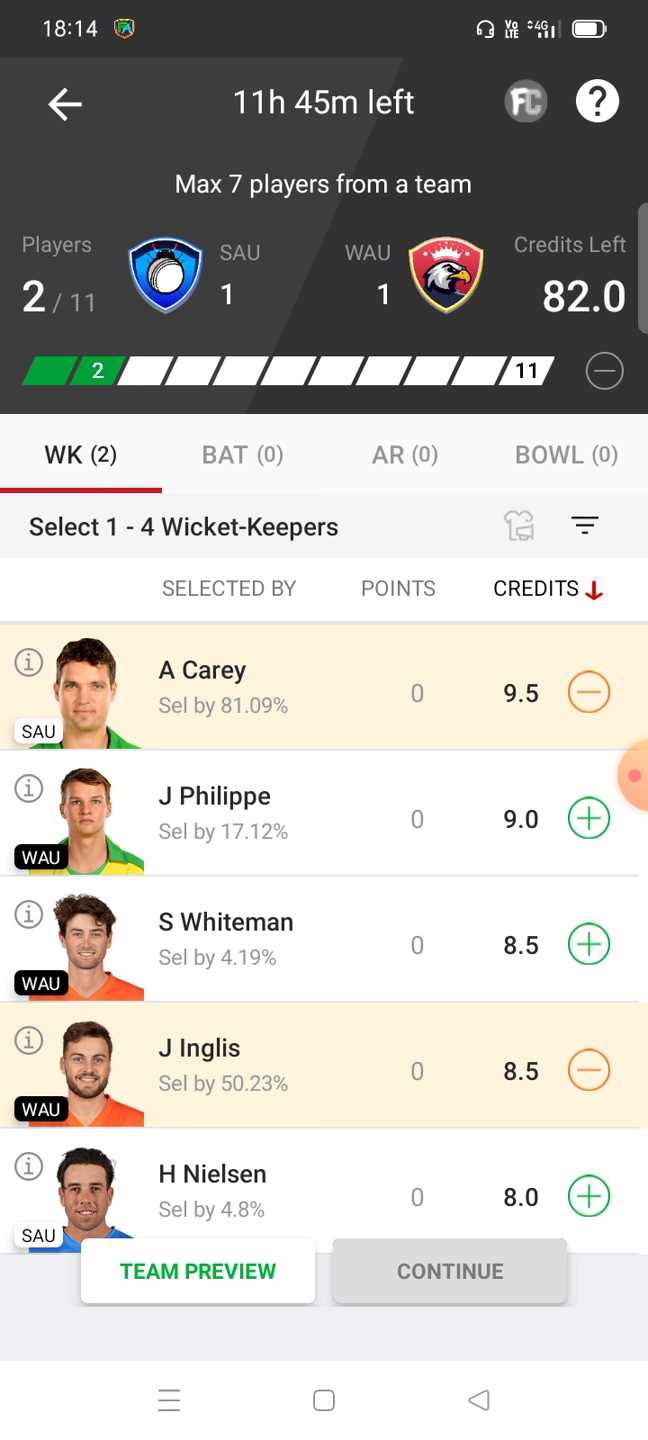 18:14 Vo LTE 4G
11h 45m left FC ?
Max 7 players from a team
Players SAU WAU Credits Left
2 / 11 1 1 82.0
2 11
WK (2) BAT (0) AR (0) BOWL (0)
Select 1 - 4 Wicket-Keepers
SELECTED BY POINTS CREDITS
A Carey
Sel by 81.09% 0 9.5
SAU
J Philippe
Sel by 17.12% 0 9.0
WAU
S Whiteman
Sel by 4.19% 0 8.5
WAU
J Inglis
Sel by 50.23% 0 8.5
WAU
H Nielsen
Sel by 4.8% 0 8.0
SAU
TEAM PREVIEW CONTINUE